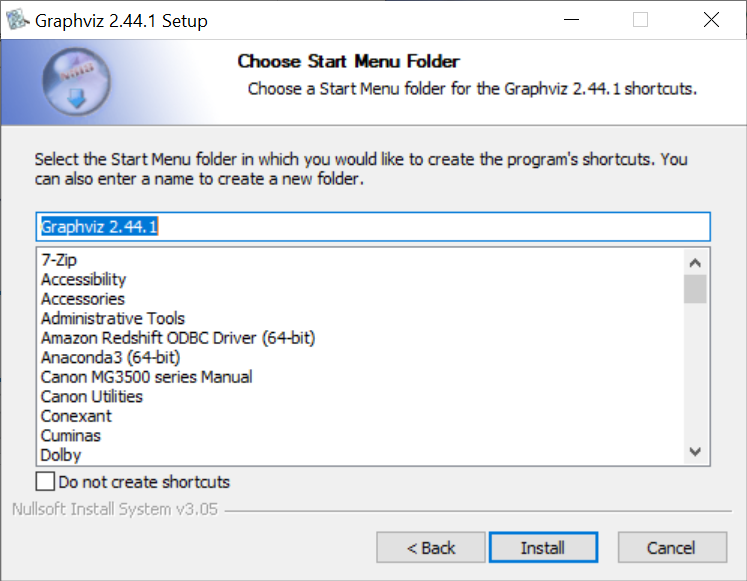 Graphviz 2.44.1 Setup
Choose Start Menu Folder
Choose a Start Menu folder for the Graphviz 2.44.1 shortcuts.
Select the Start Menu folder in which you would like to create the program's shortcuts. You
can also enter a name to create a new folder.
Graphviz 2.44.1
7-Zip
Accessibility
Accessories
Administrative Tools
Amazon Redshift ODBC Driver (64-bit)
Anaconda3 (64-bit)
Canon MG3500 series Manual
Canon Utilities
Conexant
Cuminas
Dolby
Do not create shortcuts
Nullsoft Install System v3.05
< Back
Install
Cancel